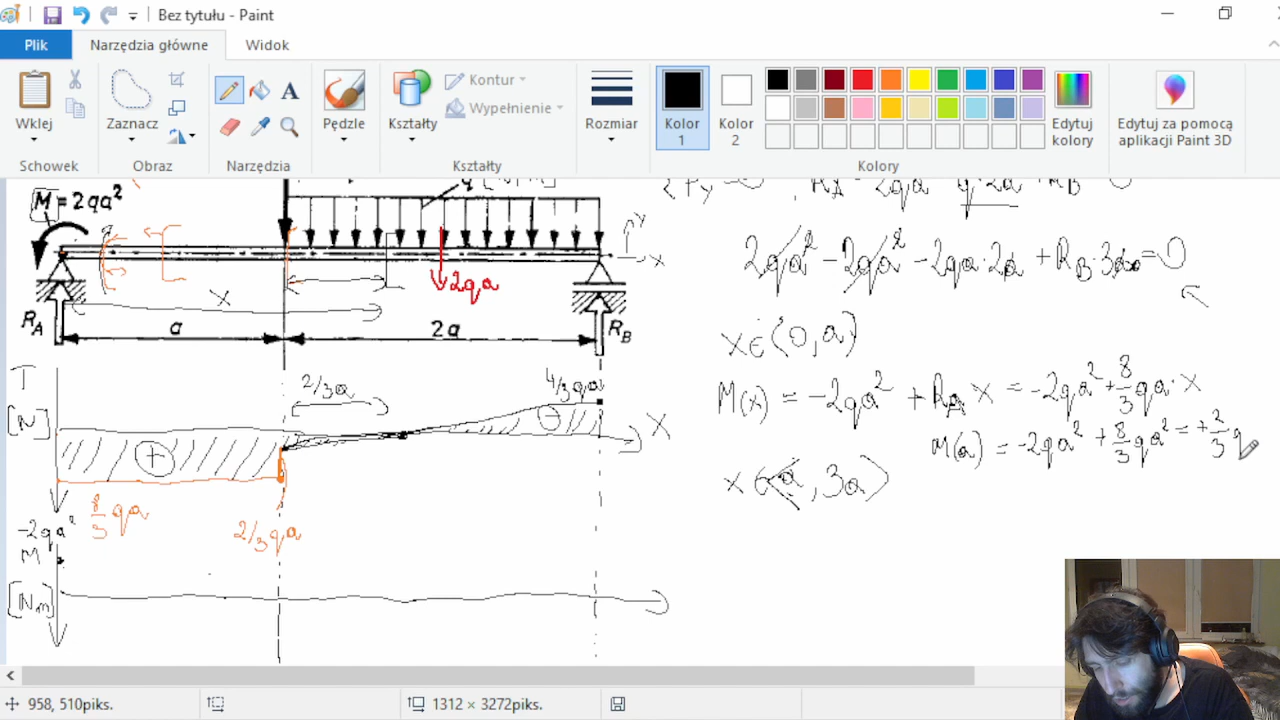 Bez tytułu - Paint
Plik
Narzędzia główne
Widok
Wklej
Zaznacz
Pędzle
Kształty
Kontur
Wypełnienie
Rozmiar
Kolor 1
Kolor 2
Edytuj kolory
Edytuj za pomocą aplikacji Paint 3D
Schowek
Obraz
Narzędzia
Kształty
Kolory
M = 2qa²
Y
X
2qa
X
R_A
a
2a
R_B
2qa² - 2qa² - 2qa·2a + R_B·3a = 0
x∈(0,a)
M(x) = -2qa² + R_A x = -2qa² + 8/3 qa·x
M(a) = -2qa² + 8/3 qa² = +2/3 q
x∈<a, 3a)
T
[N]
2/3a
4/3 qa
X
+
-
8/3 qa
2/3 qa
-2qa²
M
[Nm]
958, 510piks.
1312 × 3272piks.